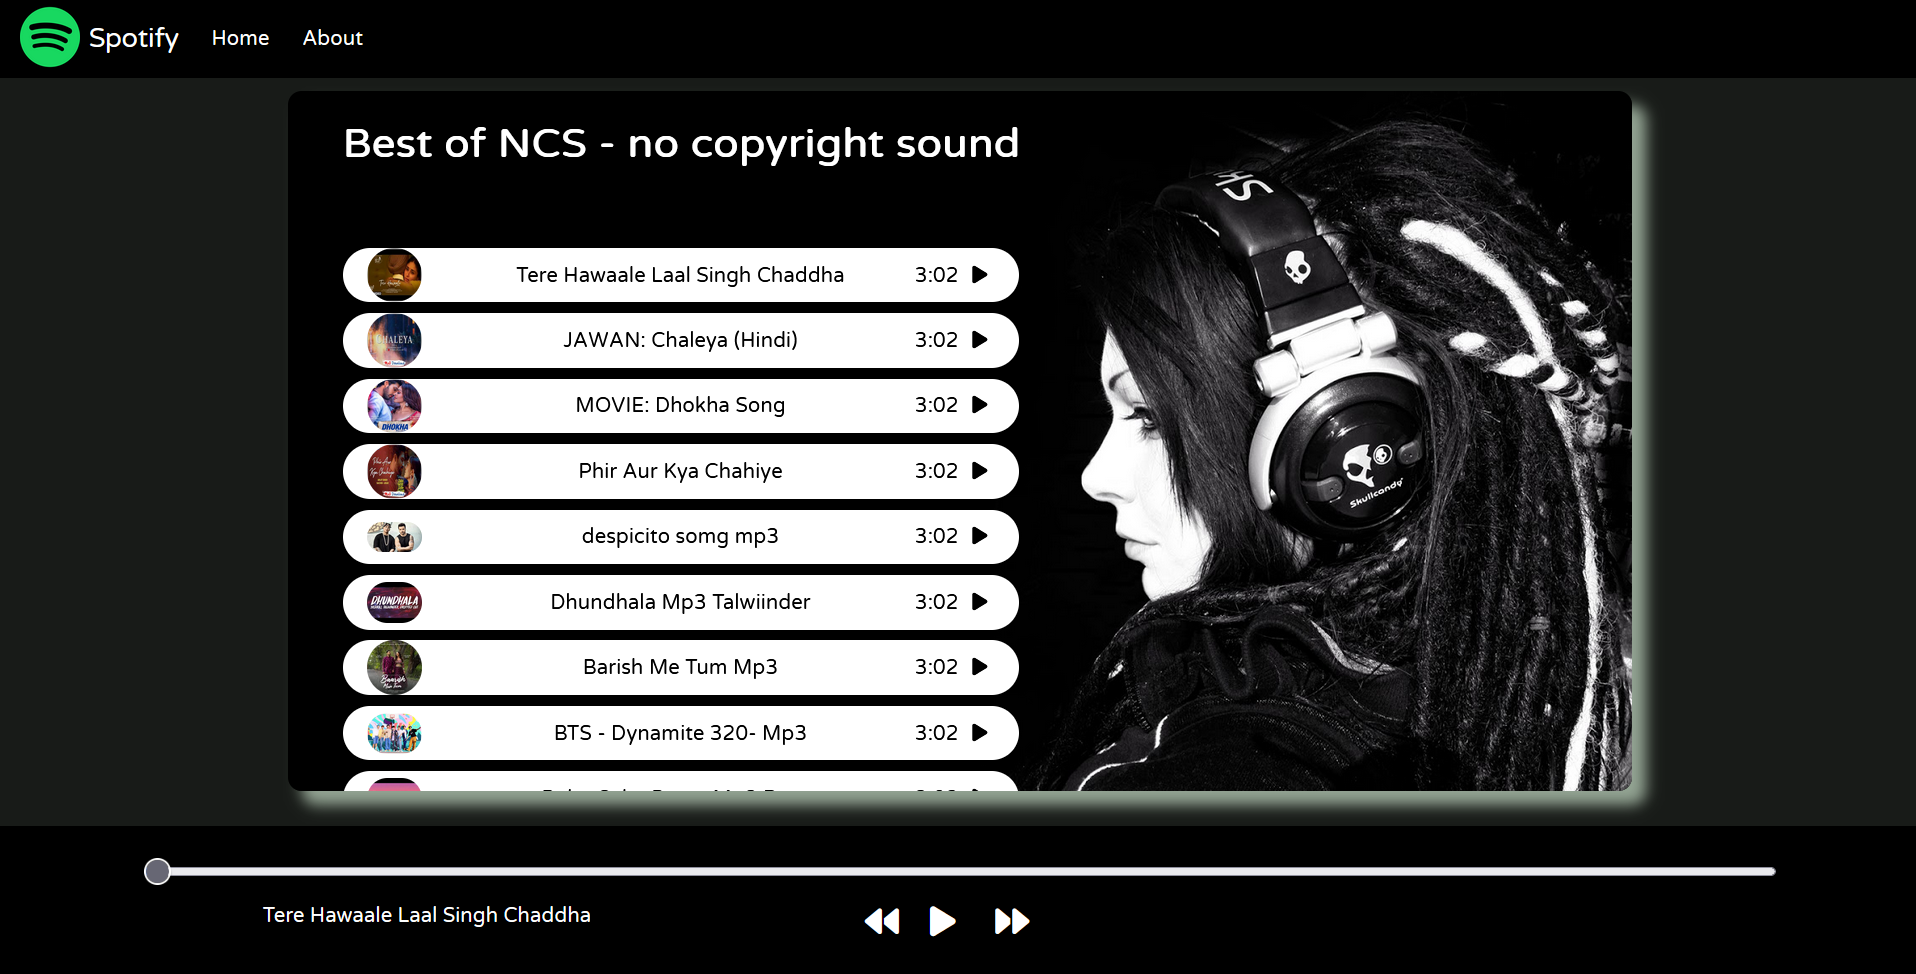 Spotify Home About
Best of NCS - no copyright sound
Tere Hawaale Laal Singh Chaddha 3:02
JAWAN: Chaleya (Hindi) 3:02
MOVIE: Dhokha Song 3:02
DHOKHA
Phir Aur Kya Chahiye 3:02
despicito somg mp3 3:02
DHUNDHALA
Dhundhala Mp3 Talwiinder 3:02
Barish Me Tum Mp3 3:02
BTS - Dynamite 320- Mp3 3:02
Skullcandy
Tere Hawaale Laal Singh Chaddha